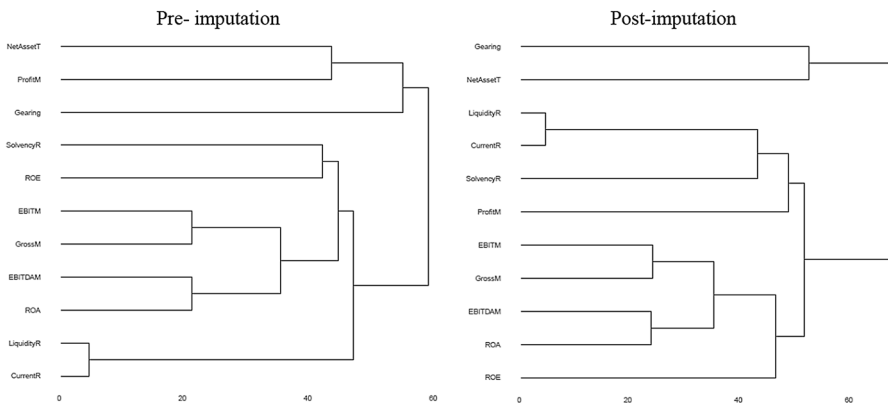 Pre- imputation
NetAssetT
ProfitM
Gearing
SolvencyR
ROE
EBITM
GrossM
EBITDAM
ROA
LiquidityR
CurrentR
0 20 40 60
Post-imputation
Gearing
NetAssetT
LiquidityR
CurrentR
SolvencyR
ProfitM
EBITM
GrossM
EBITDAM
ROA
ROE
0 20 40 60